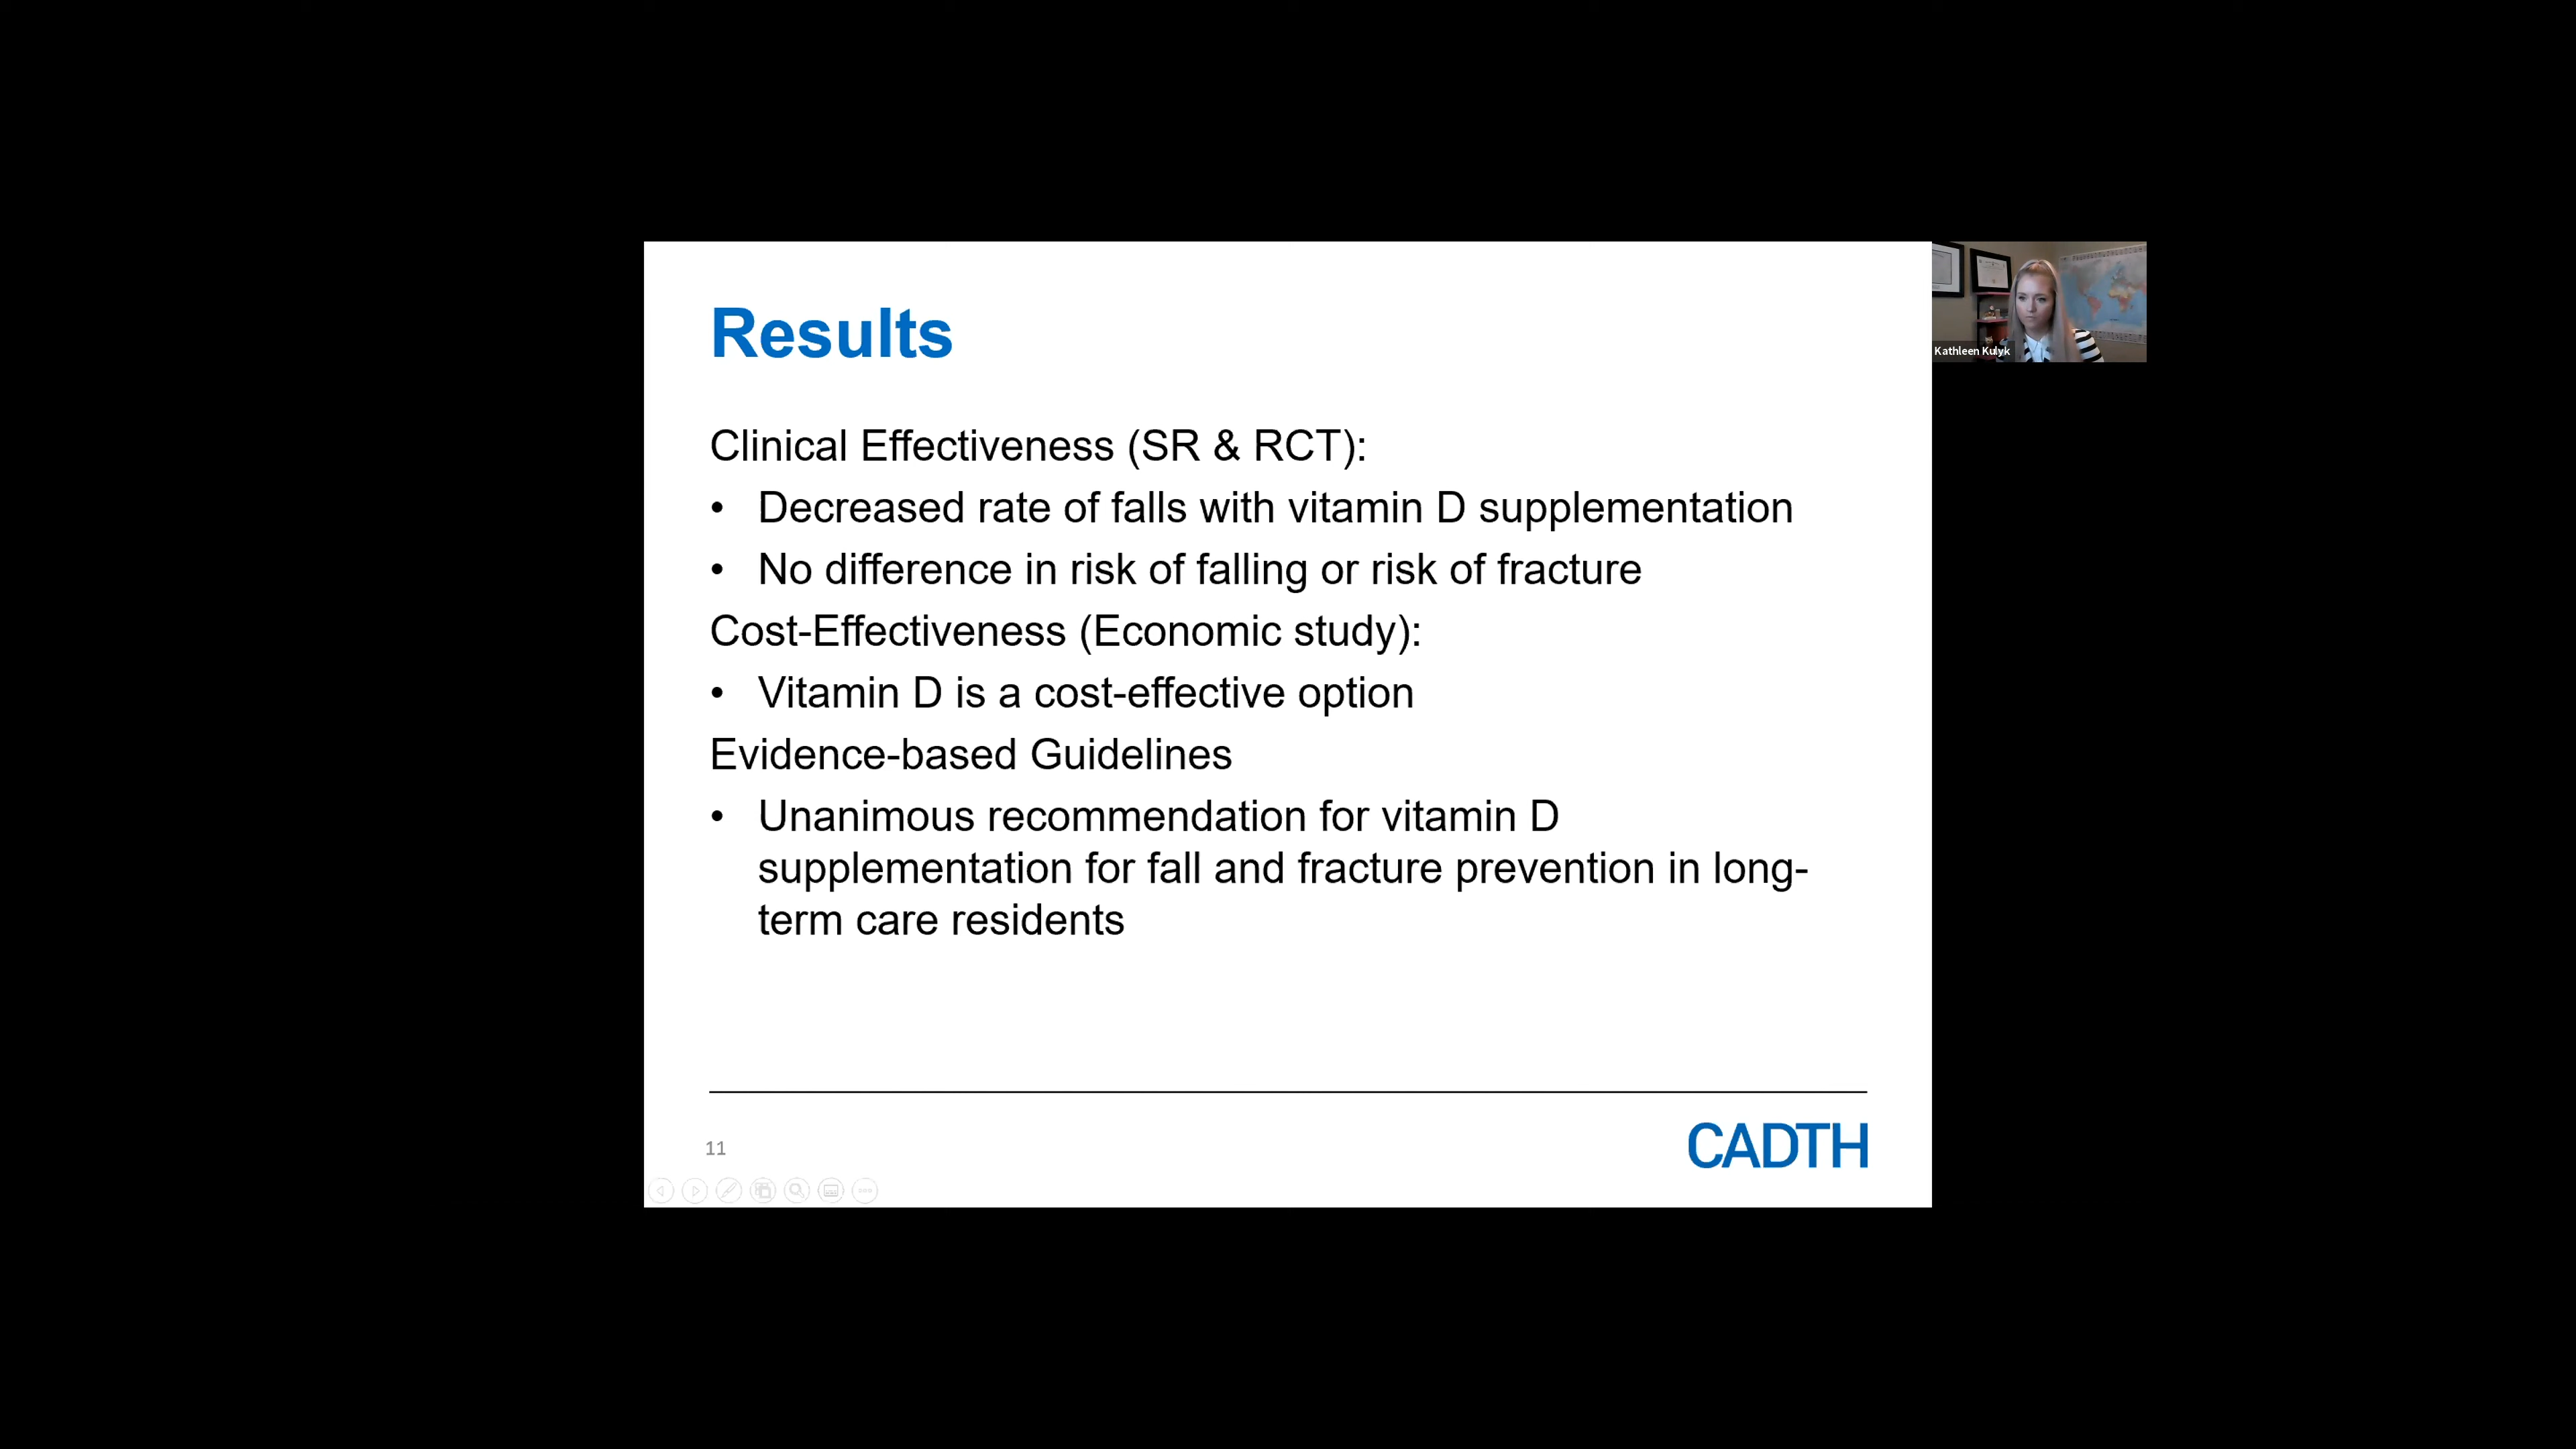 Results
Kathleen Kulyk
Clinical Effectiveness (SR & RCT):
• Decreased rate of falls with vitamin D supplementation
• No difference in risk of falling or risk of fracture
Cost-Effectiveness (Economic study):
• Vitamin D is a cost-effective option
Evidence-based Guidelines
• Unanimous recommendation for vitamin D
supplementation for fall and fracture prevention in long-
term care residents
11
CADTH